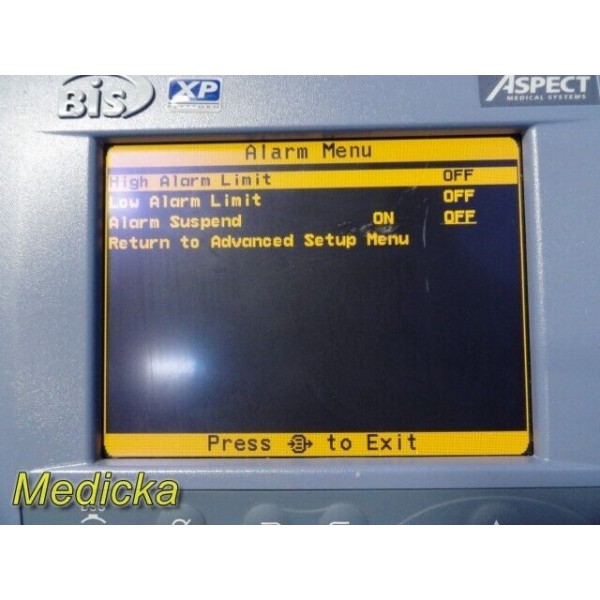 BIS XP
ASPECT
MEDICAL SYSTEMS
Alarm Menu
High Alarm Limit OFF
Low Alarm Limit OFF
Alarm Suspend ON OFF
Return to Advanced Setup Menu
Press to Exit
Medicka